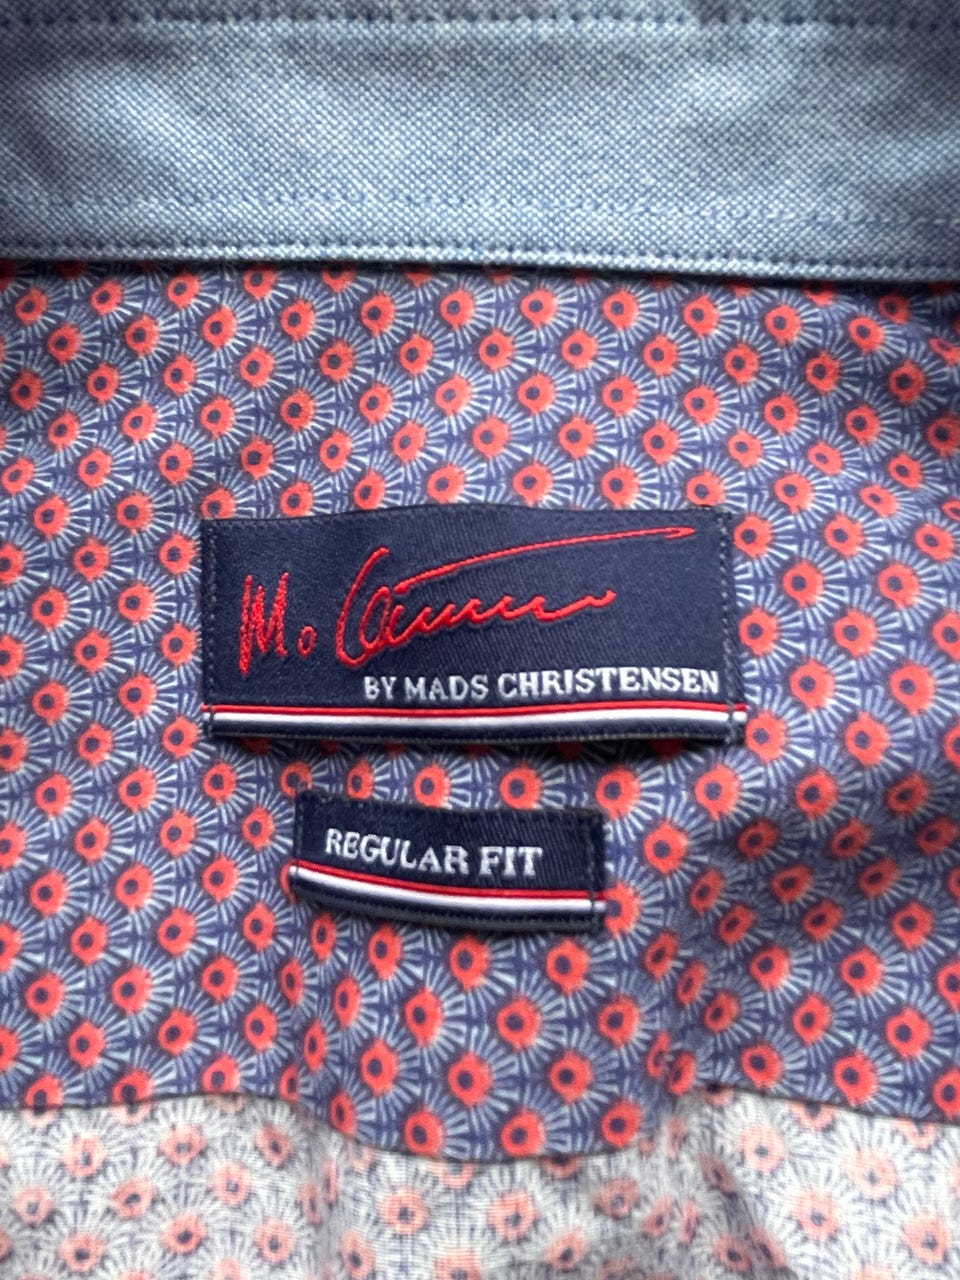 M.
BY MADS CHRISTENSEN
REGULAR FIT